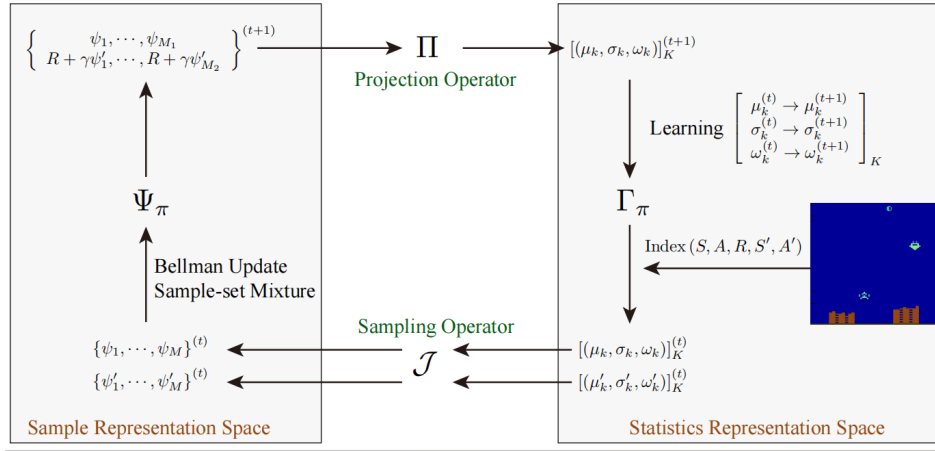 { ψ_1, ⋯, ψ_{M_1}
R + γψ′_1, ⋯, R + γψ′_{M_2} }^{(t+1)}
Π
Projection Operator
[(μ_k, σ_k, ω_k)]_K^{(t+1)}
Learning
[ μ_k^{(t)} → μ_k^{(t+1)}
σ_k^{(t)} → σ_k^{(t+1)}
ω_k^{(t)} → ω_k^{(t+1)} ]_K
Ψ_π
Γ_π
Index (S, A, R, S′, A′)
Bellman Update
Sample-set Mixture
Sampling Operator
{ψ_1, ⋯, ψ_M}^{(t)}
{ψ′_1, ⋯, ψ′_M}^{(t)}
𝒥
[(μ_k, σ_k, ω_k)]_K^{(t)}
[(μ′_k, σ′_k, ω′_k)]_K^{(t)}
Sample Representation Space
Statistics Representation Space